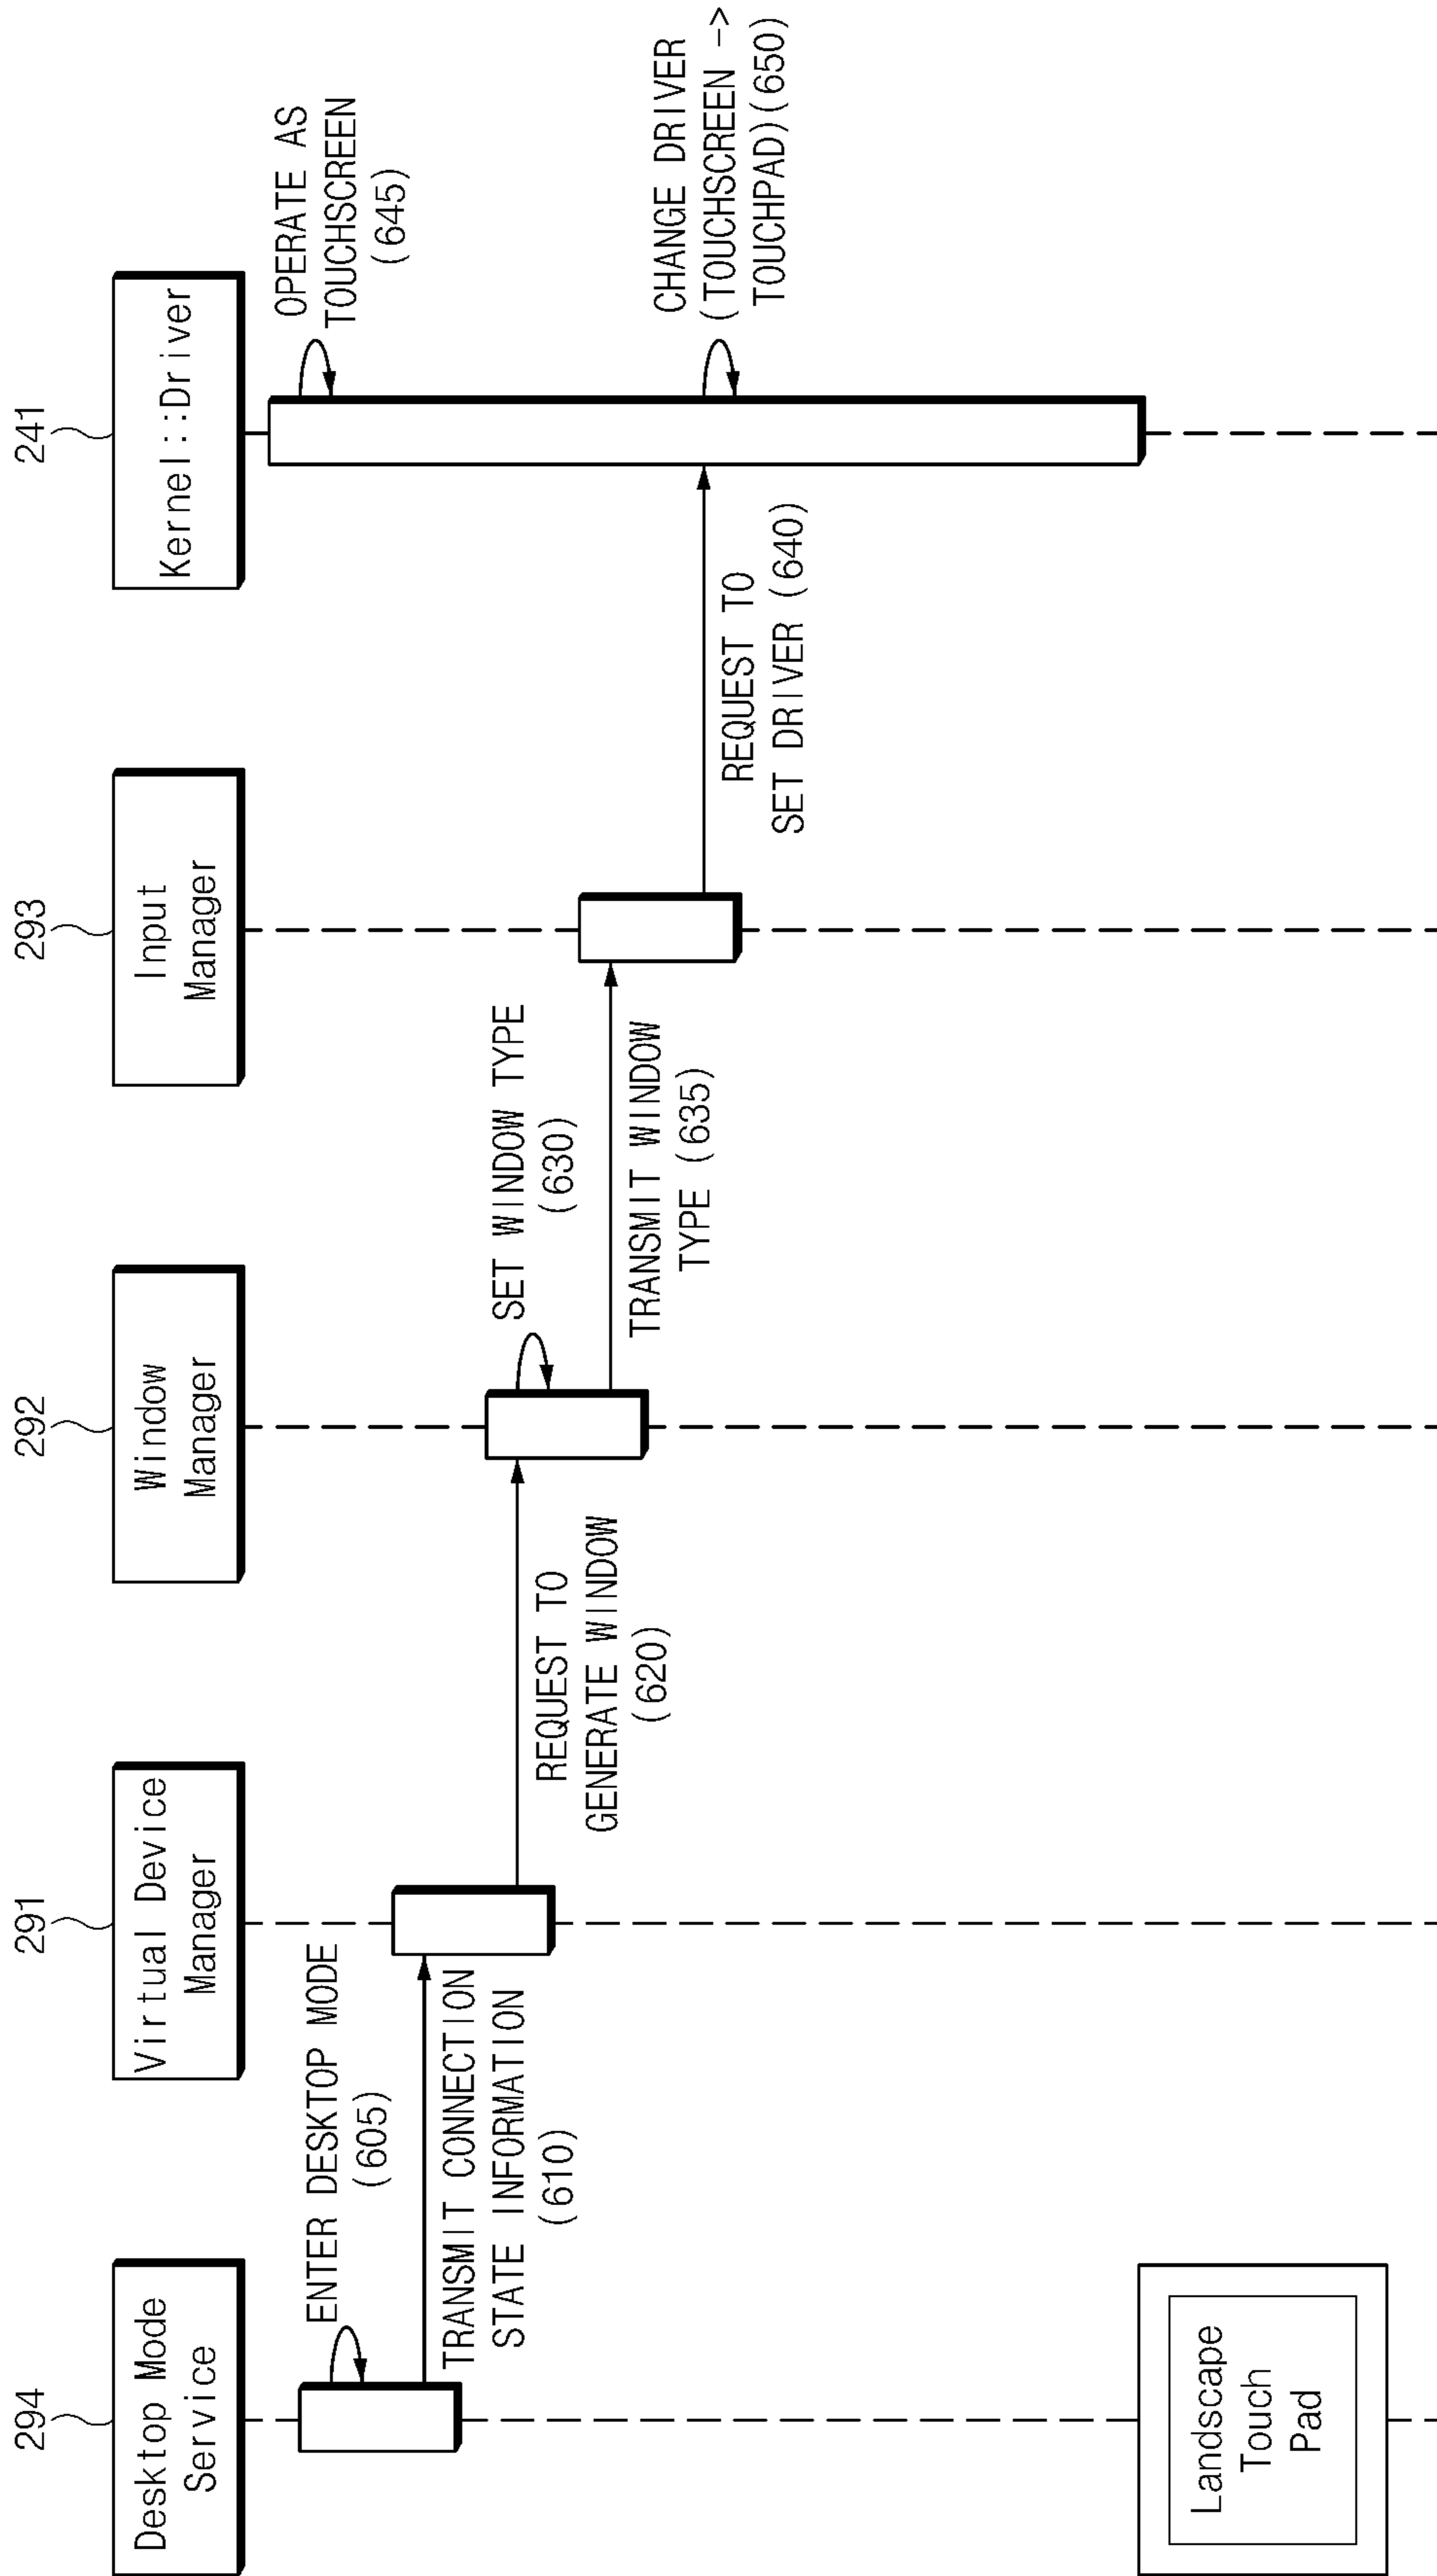 294
291
292
293
241
Desktop Mode
Service
Virtual Device
Manager
Window
Manager
Input
Manager
Kernel::Driver
OPERATE AS
TOUCHSCREEN
(645)
ENTER DESKTOP MODE
(605)
TRANSMIT CONNECTION
STATE INFORMATION
(610)
REQUEST TO
GENERATE WINDOW
(620)
SET WINDOW TYPE
(630)
TRANSMIT WINDOW
TYPE (635)
REQUEST TO
SET DRIVER (640)
CHANGE DRIVER
(TOUCHSCREEN ->
TOUCHPAD)(650)
Landscape
Touch
Pad